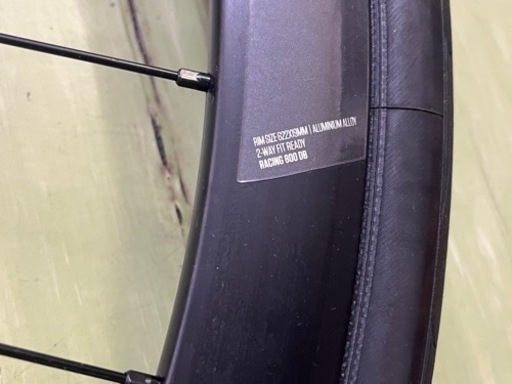 RIM SIZE 622X19MM | ALUMINIUM ALLOY
2-WAY FIT READY
RACING 800 DB